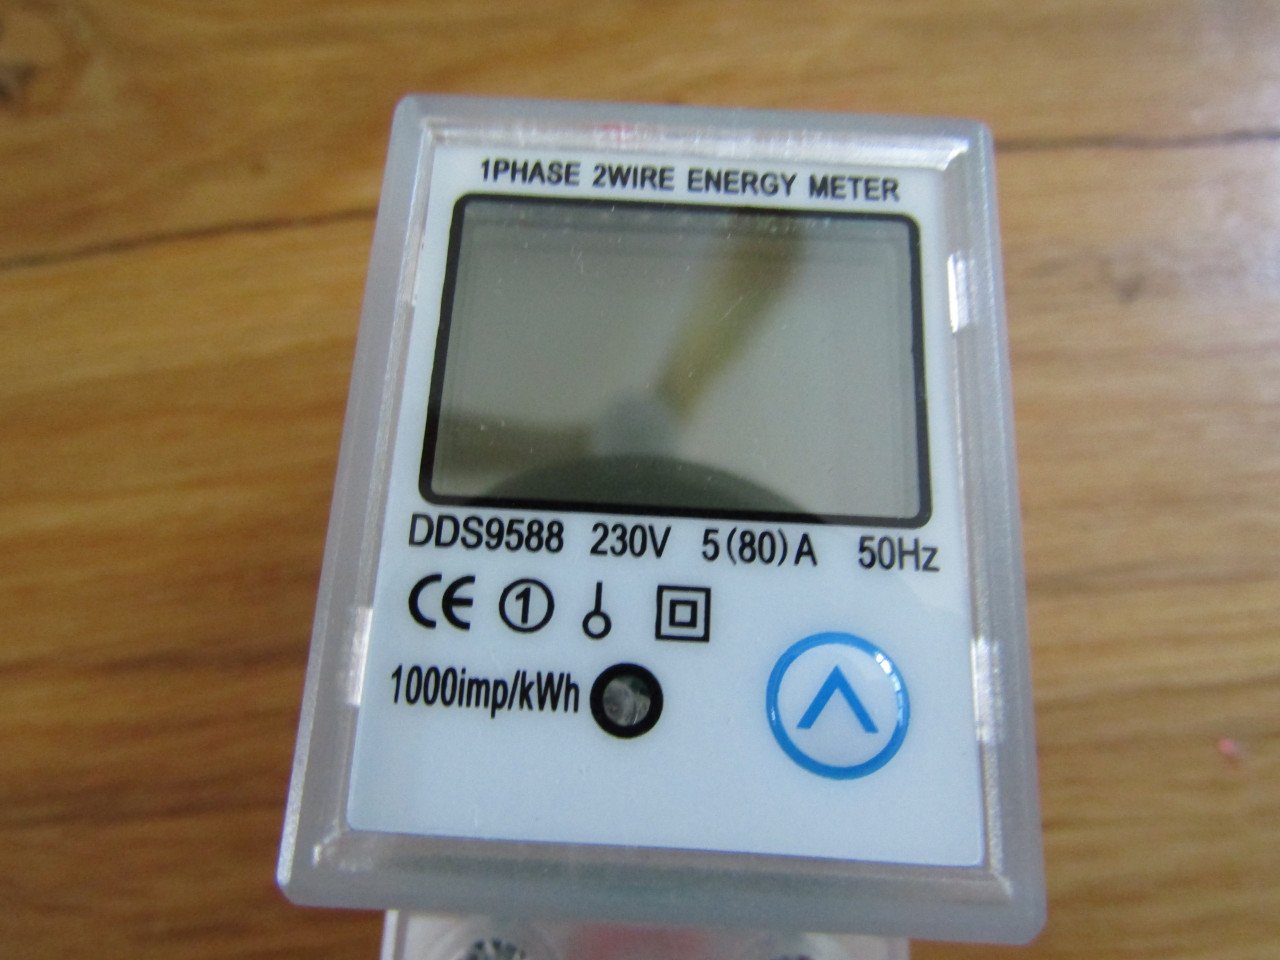 1PHASE 2WIRE ENERGY METER
DDS9588 230V 5(80)A 50Hz
CE ①
1000imp/kWh